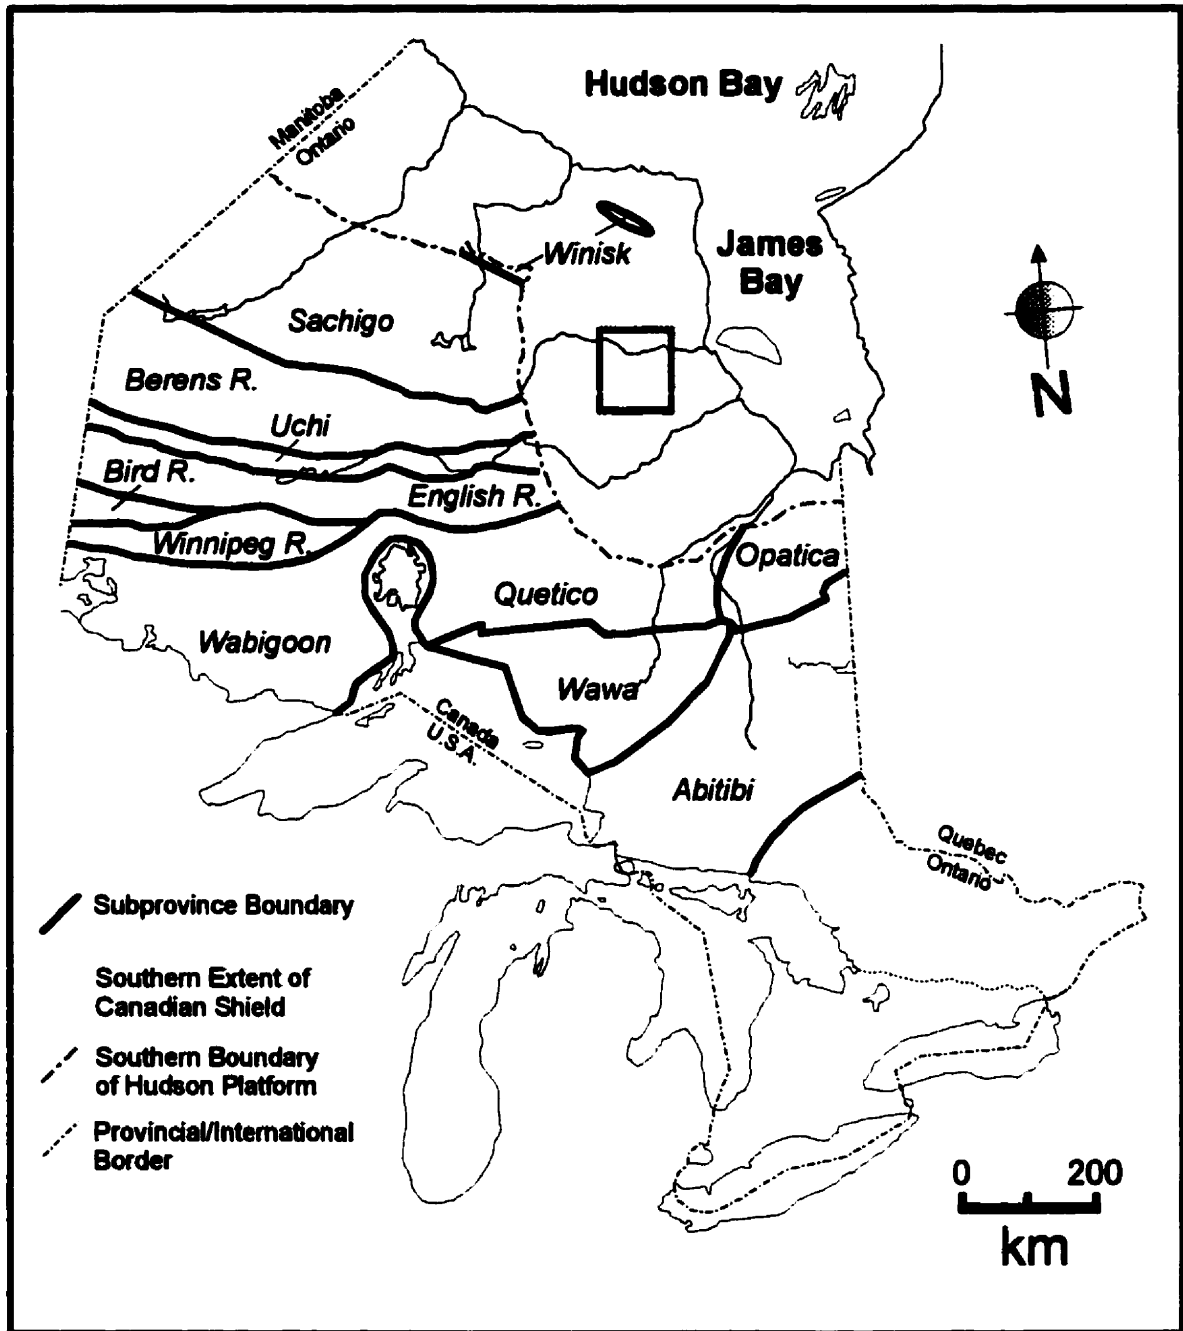 Hudson Bay
Manitoba
Ontario
James
Bay
Winisk
Sachigo
N
Berens R.
Uchi
Bird R.
English R.
Winnipeg R.
Opatica
Quetico
Wabigoon
Wawa
Canada
U.S.A.
Abitibi
Quebec
Ontario
Subprovince Boundary
Southern Extent of
Canadian Shield
Southern Boundary
of Hudson Platform
Provincial/International
Border
0 200
km